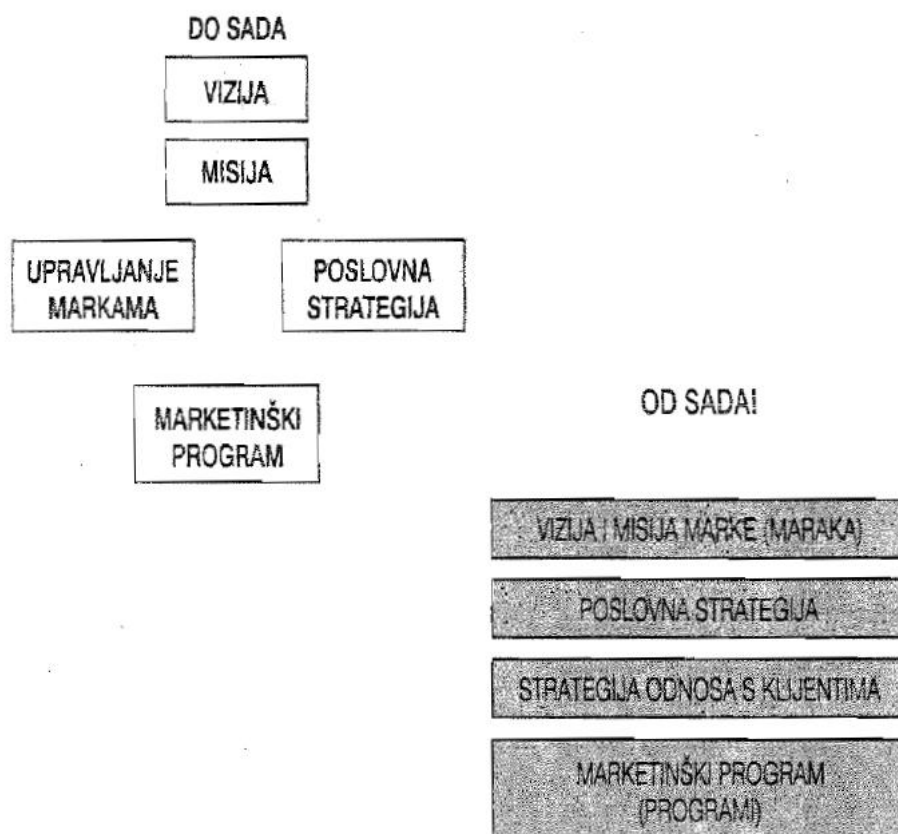 DO SADA
VIZIJA
MISIJA
UPRAVLJANJE
MARKAMA
POSLOVNA
STRATEGIJA
MARKETINŠKI
PROGRAM
OD SADA!
VIZIJA I MISIJA MARKE (MARAKA)
POSLOVNA STRATEGIJA
STRATEGIJA ODNOSA S KLIJENTIMA
MARKETINŠKI PROGRAM
(PROGRAMI)